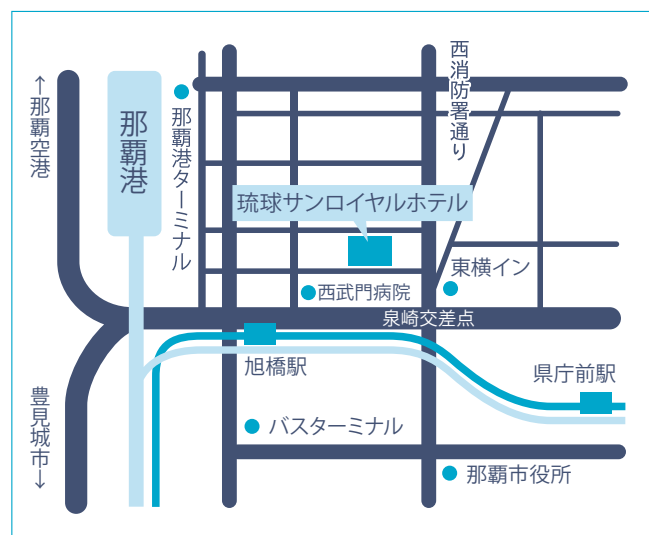 ↑那覇空港
那覇港
那覇港ターミナル
西消防署通り
琉球サンロイヤルホテル
東横イン
西武門病院
泉崎交差点
旭橋駅
県庁前駅
豊見城市↓
バスターミナル
那覇市役所